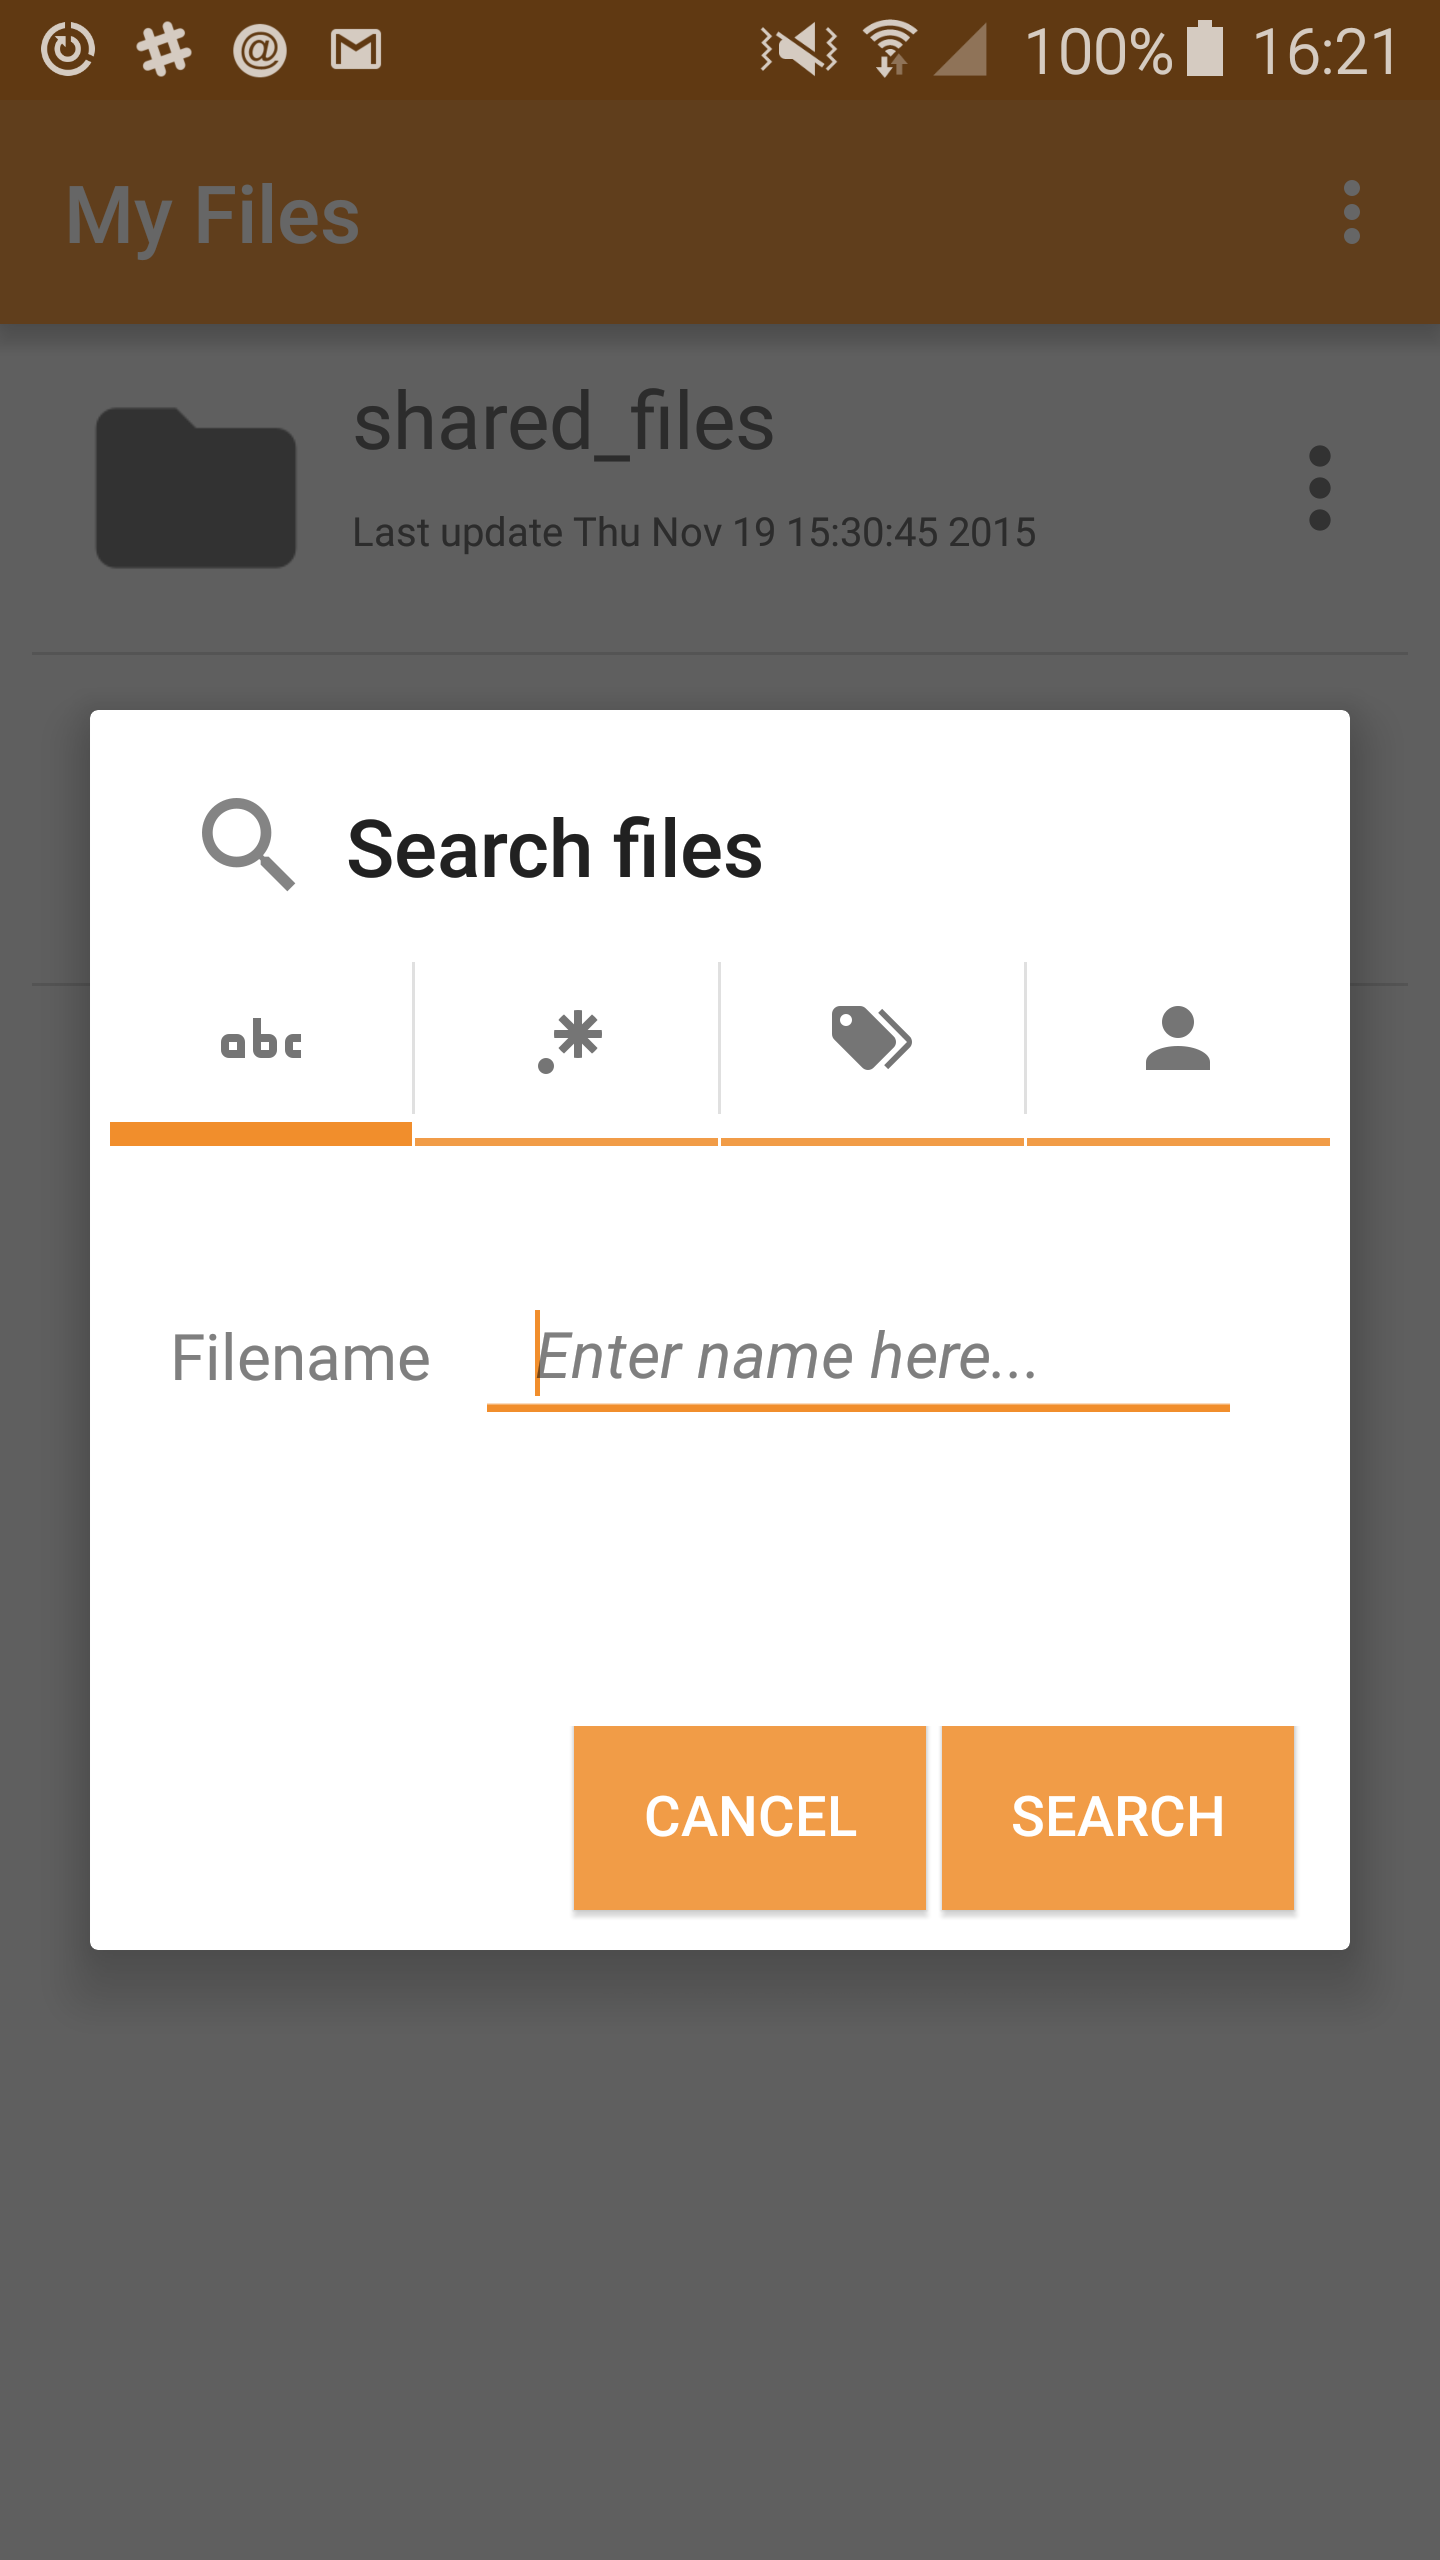 100% 16:21
My Files
shared_files
Last update Thu Nov 19 15:30:45 2015
Search files
abc
.*
Filename Enter name here...
CANCEL SEARCH